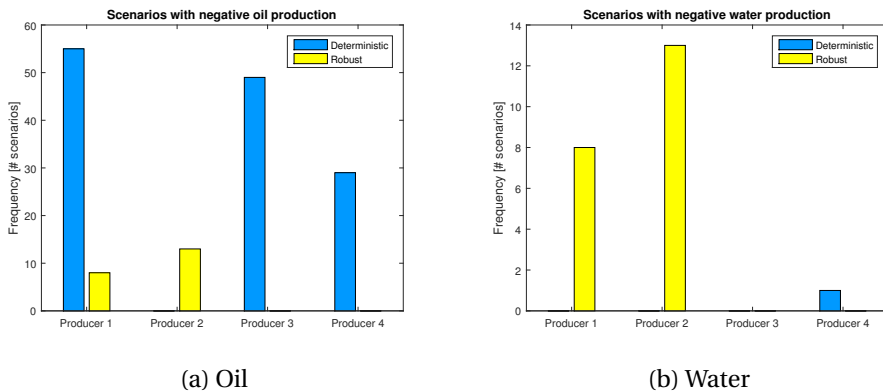 Scenarios with negative oil production
60
50
40
30
20
10
0
Frequency [# scenarios]
Deterministic
Robust
Producer 1 Producer 2 Producer 3 Producer 4
(a) Oil
Scenarios with negative water production
14
12
10
8
6
4
2
0
Frequency [# scenarios]
Deterministic
Robust
Producer 1 Producer 2 Producer 3 Producer 4
(b) Water